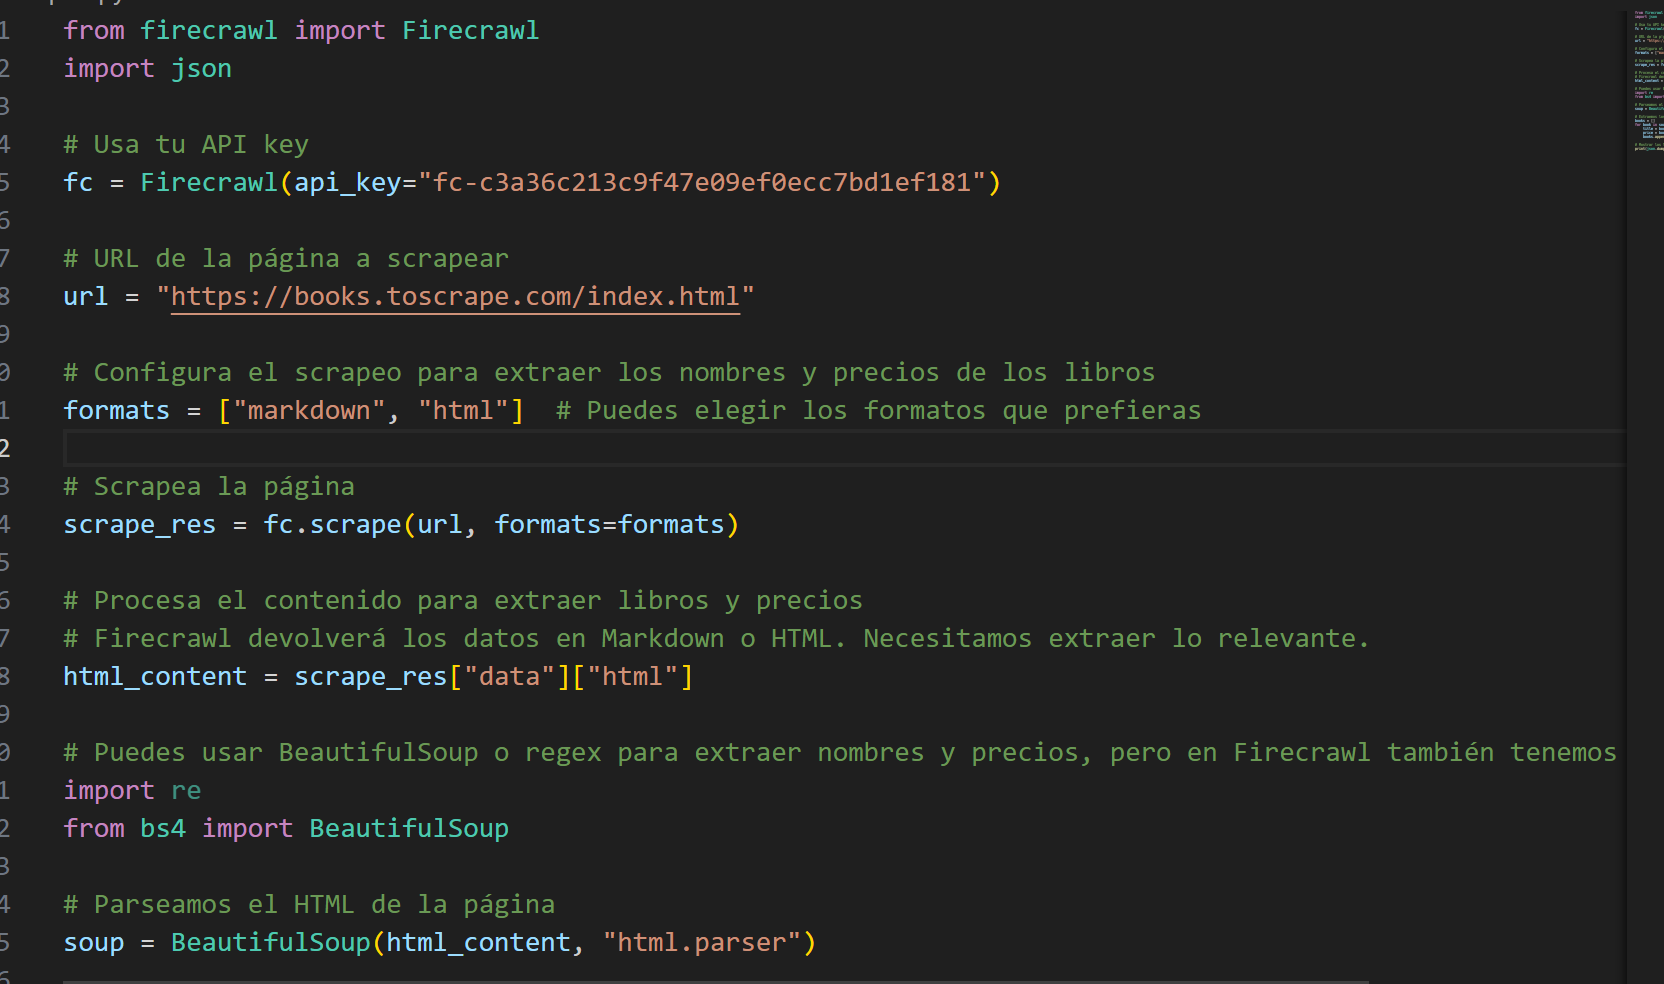 1 from firecrawl import Firecrawl
2 import json
3
4 # Usa tu API key
5 fc = Firecrawl(api_key="fc-c3a36c213c9f47e09ef0ecc7bd1ef181")
6
7 # URL de la página a scrapear
8 url = "https://books.toscrape.com/index.html"
9
0 # Configura el scrapeo para extraer los nombres y precios de los libros
1 formats = ["markdown", "html"]  # Puedes elegir los formatos que prefieras
2
3 # Scrapea la página
4 scrape_res = fc.scrape(url, formats=formats)
5
6 # Procesa el contenido para extraer libros y precios
7 # Firecrawl devolverá los datos en Markdown o HTML. Necesitamos extraer lo relevante.
8 html_content = scrape_res["data"]["html"]
9
0 # Puedes usar BeautifulSoup o regex para extraer nombres y precios, pero en Firecrawl también tenemos
1 import re
2 from bs4 import BeautifulSoup
3
4 # Parseamos el HTML de la página
5 soup = BeautifulSoup(html_content, "html.parser")
6